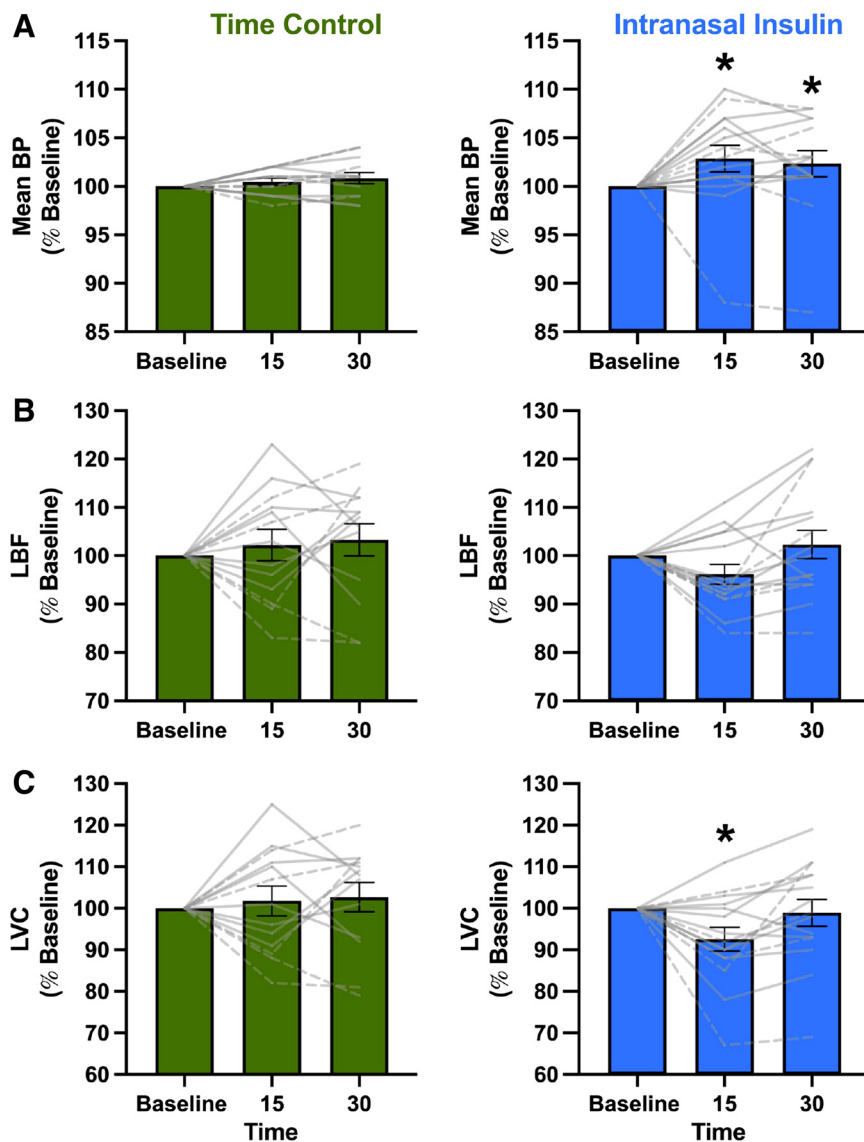 A
Time Control
Intranasal Insulin
Mean BP
(% Baseline)
115
110
105
100
95
90
85
Baseline
15
30
Mean BP
(% Baseline)
115
110
105
100
95
90
85
*
*
Baseline
15
30
B
LBF
(% Baseline)
130
120
110
100
90
80
70
Baseline
15
30
LBF
(% Baseline)
130
120
110
100
90
80
70
Baseline
15
30
C
LVC
(% Baseline)
130
120
110
100
90
80
70
60
Baseline
15
30
Time
LVC
(% Baseline)
130
120
110
100
90
80
70
60
*
Baseline
15
30
Time